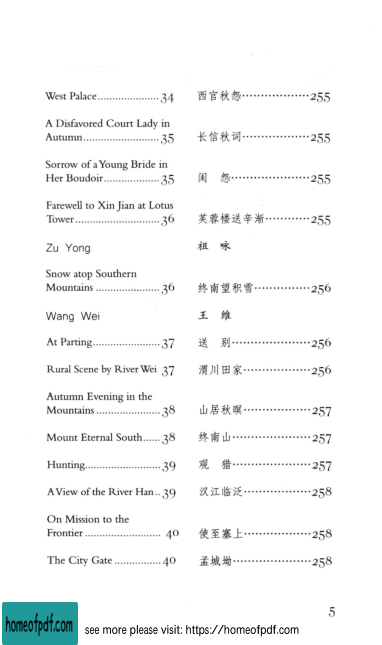 West Palace.....................34 西宫秋怨··················255
A Disfavored Court Lady in
Autumn..........................35 长信秋词··················255
Sorrow of a Young Bride in
Her Boudoir...................35 闺 怨·····················255
Farewell to Xin Jian at Lotus
Tower.............................36 芙蓉楼送辛渐············255
Zu Yong 祖 咏
Snow atop Southern
Mountains ......................36 终南望积雪···············256
Wang Wei 王 维
At Parting.......................37 送 别·····················256
Rural Scene by River Wei .37 渭川田家··················256
Autumn Evening in the
Mountains ......................38 山居秋暝··················257
Mount Eternal South......38 终南山·····················257
Hunting..........................39 观 猎·····················257
A View of the River Han..39 汉江临泛··················258
On Mission to the
Frontier .......................... 40 使至塞上··················258
The City Gate ................40 孟城坳·····················258
5
homeofpdf.com see more please visit: https://homeofpdf.com